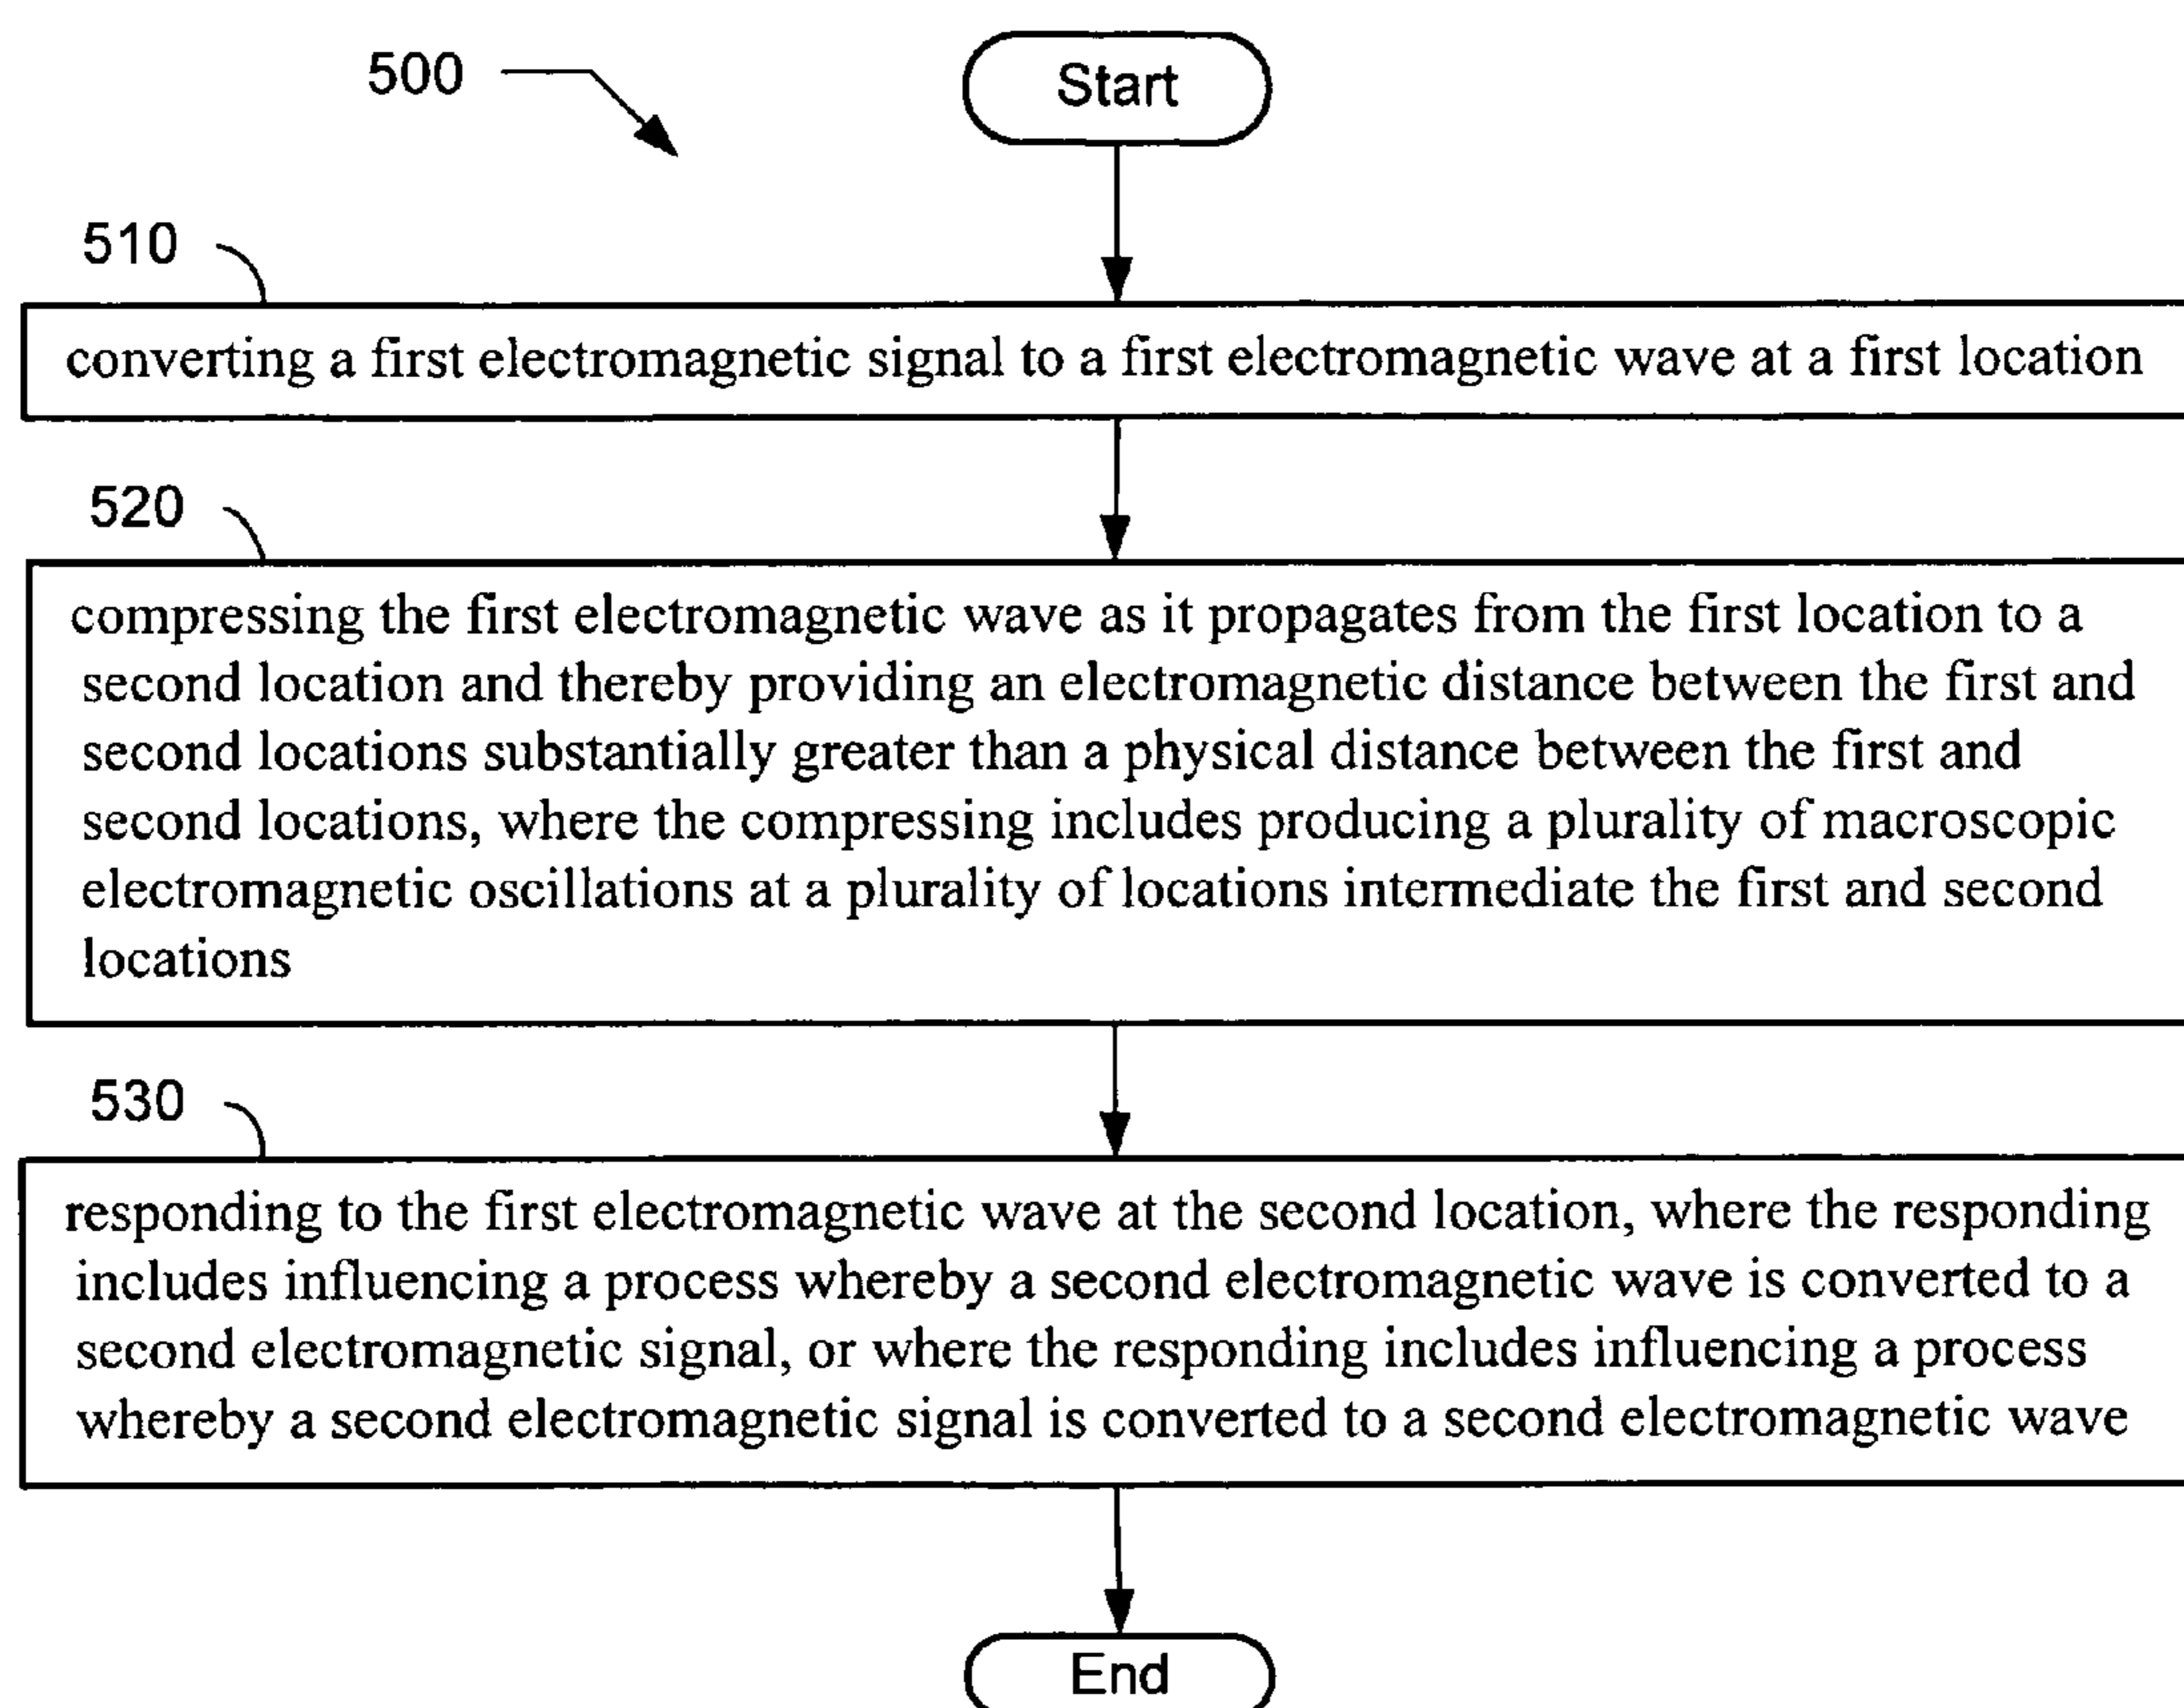 500
Start
510
converting a first electromagnetic signal to a first electromagnetic wave at a first location
520
compressing the first electromagnetic wave as it propagates from the first location to a
second location and thereby providing an electromagnetic distance between the first and
second locations substantially greater than a physical distance between the first and
second locations, where the compressing includes producing a plurality of macroscopic
electromagnetic oscillations at a plurality of locations intermediate the first and second
locations
530
responding to the first electromagnetic wave at the second location, where the responding
includes influencing a process whereby a second electromagnetic wave is converted to a
second electromagnetic signal, or where the responding includes influencing a process
whereby a second electromagnetic signal is converted to a second electromagnetic wave
End